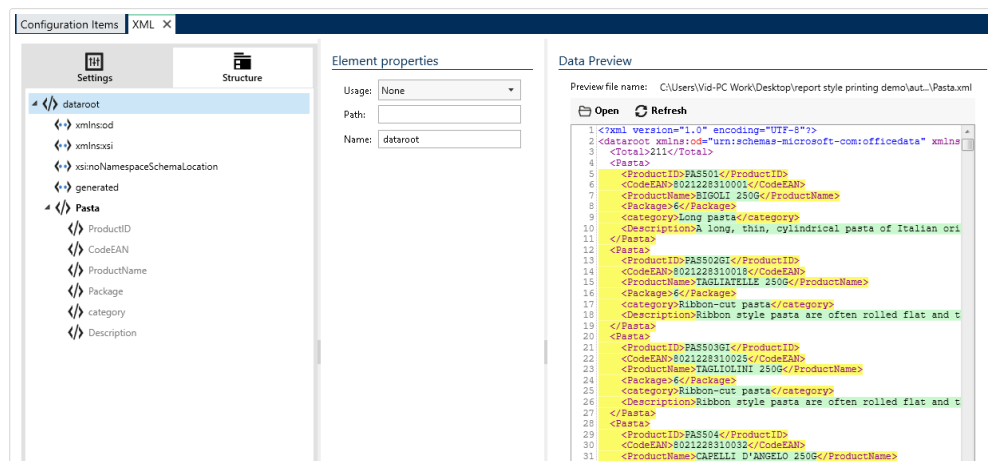 Configuration Items XML ×
Settings Structure
dataroot
xmlns:od
xmlns:xsi
xsi:noNamespaceSchemaLocation
generated
Pasta
ProductID
CodeEAN
ProductName
Package
category
Description
Element properties
Usage: None
Path:
Name: dataroot
Data Preview
Preview file name: C:\Users\Vid-PC Work\Desktop\report style printing demo\aut...\Pasta.xml
Open Refresh
1 <?xml version="1.0" encoding="UTF-8"?>
2 <dataroot xmlns:od="urn:schemas-microsoft-com:officedata" xmlns
3 <Total>211</Total>
4 <Pasta>
5 <ProductID>PAS501</ProductID>
6 <CodeEAN>8021228310001</CodeEAN>
7 <ProductName>BIGOLI 250G</ProductName>
8 <Package>6</Package>
9 <category>Long pasta</category>
10 <Description>A long, thin, cylindrical pasta of Italian ori
11 </Pasta>
12 <Pasta>
13 <ProductID>PAS502GI</ProductID>
14 <CodeEAN>8021228310018</CodeEAN>
15 <ProductName>TAGLIATELLE 250G</ProductName>
16 <Package>6</Package>
17 <category>Ribbon-cut pasta</category>
18 <Description>Ribbon style pasta are often rolled flat and t
19 </Pasta>
20 <Pasta>
21 <ProductID>PAS503GI</ProductID>
22 <CodeEAN>8021228310025</CodeEAN>
23 <ProductName>TAGLIOLINI 250G</ProductName>
24 <Package>6</Package>
25 <category>Ribbon-cut pasta</category>
26 <Description>Ribbon style pasta are often rolled flat and t
27 </Pasta>
28 <Pasta>
29 <ProductID>PAS504</ProductID>
30 <CodeEAN>8021228310032</CodeEAN>
31 <ProductName>CAPELLI D'ANGELO 250G</ProductName>